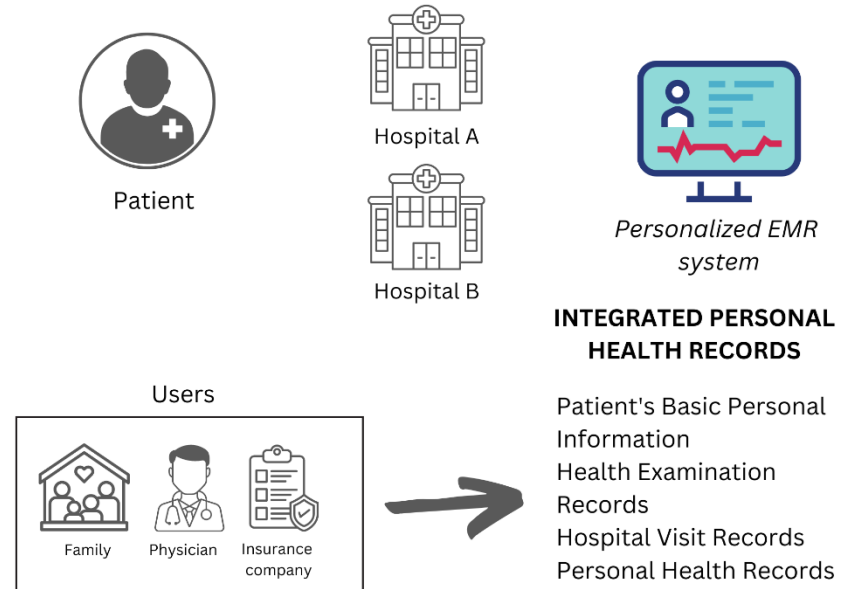 Patient
Hospital A
Hospital B
Personalized EMR
system
INTEGRATED PERSONAL
HEALTH RECORDS
Patient's Basic Personal
Information
Health Examination
Records
Hospital Visit Records
Personal Health Records
Users
Family
Physician
Insurance
company